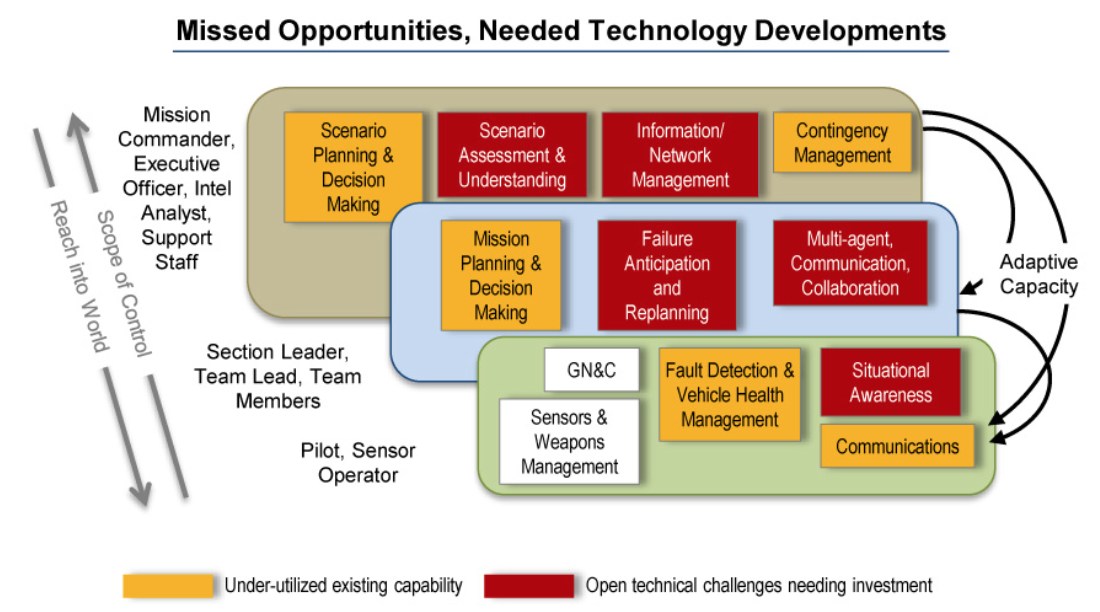 Missed Opportunities, Needed Technology Developments
Mission
Commander,
Executive
Officer, Intel
Analyst,
Support
Staff
Reach into World
Scope of Control
Scenario
Planning &
Decision
Making
Scenario
Assessment &
Understanding
Information/
Network
Management
Contingency
Management
Mission
Planning &
Decision
Making
Failure
Anticipation
and
Replanning
Multi-agent,
Communication,
Collaboration
Adaptive
Capacity
Section Leader,
Team Lead, Team
Members
GN&C
Fault Detection &
Vehicle Health
Management
Situational
Awareness
Sensors &
Weapons
Management
Communications
Pilot, Sensor
Operator
Under-utilized existing capability
Open technical challenges needing investment